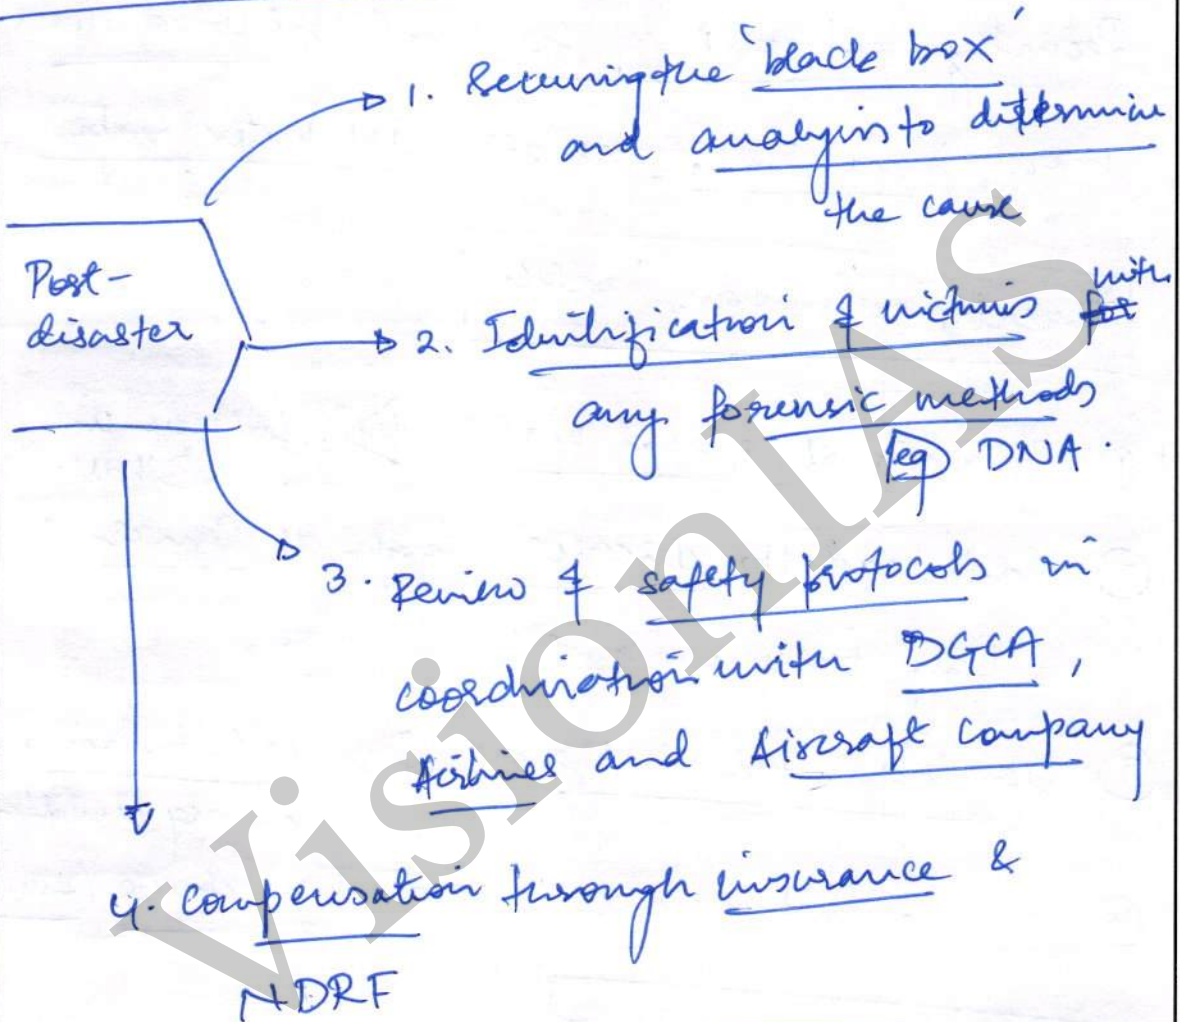 1. Securing the 'black box'
and analysis to determine
the cause
Post-
disaster
2. Identification of victims for with
any forensic methods
eg DNA.
3. Review of safety protocols in
coordination with DGCA,
Airlines and Aircraft company
4. Compensation through insurance &
NDRF
VisionIAS